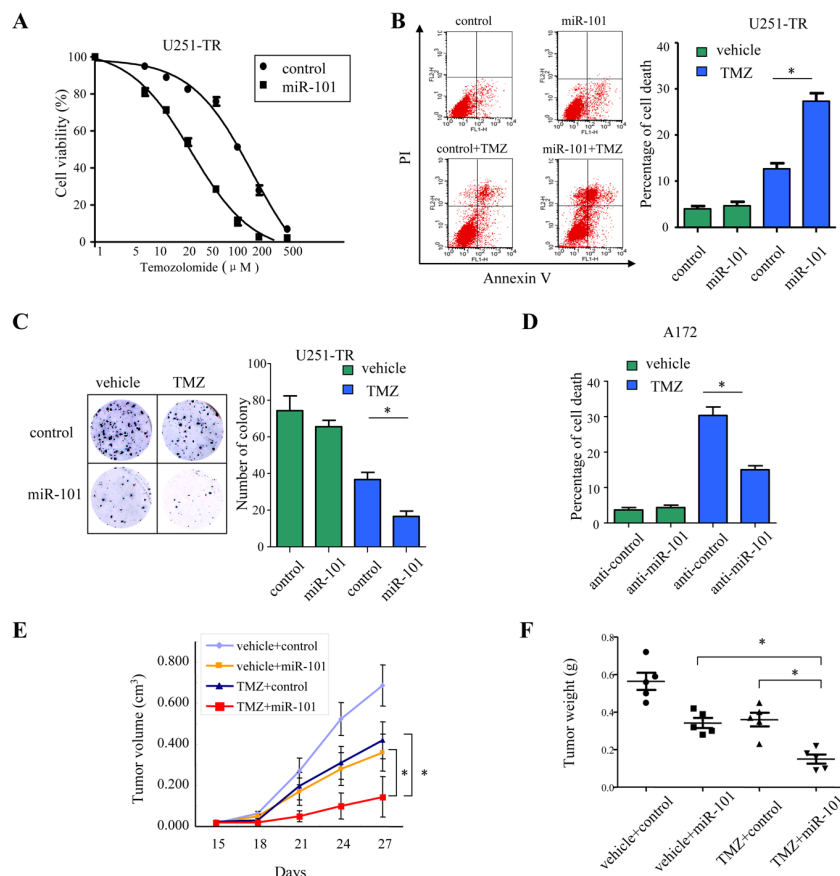 A
U251-TR
control
miR-101
Cell viability (%)
100
80
60
40
20
0
1 5 10 20 50 100 200 500
Temozolomide ( μ M )
B
control miR-101
control+TMZ miR-101+TMZ
FL2-H
FL1-H
PI
Annexin V
U251-TR
vehicle
TMZ
*
Percentage of cell death
40
30
20
10
0
control
miR-101
control
miR-101
C
vehicle TMZ
control
miR-101
U251-TR
vehicle
TMZ
*
Number of colony
80
60
40
20
0
control
miR-101
control
miR-101
D
A172
vehicle
TMZ
*
Percentage of cell death
40
30
20
10
0
anti-control
anti-miR-101
anti-control
anti-miR-101
E
vehicle+control
vehicle+miR-101
TMZ+control
TMZ+miR-101
Tumor volume (cm³)
0.800
0.600
0.400
0.200
0.000
15 18 21 24 27
Days
* *
F
Tumor weight (g)
0.8
0.6
0.4
0.2
0
*
*
vehicle+control
vehicle+miR-101
TMZ+control
TMZ+miR-101